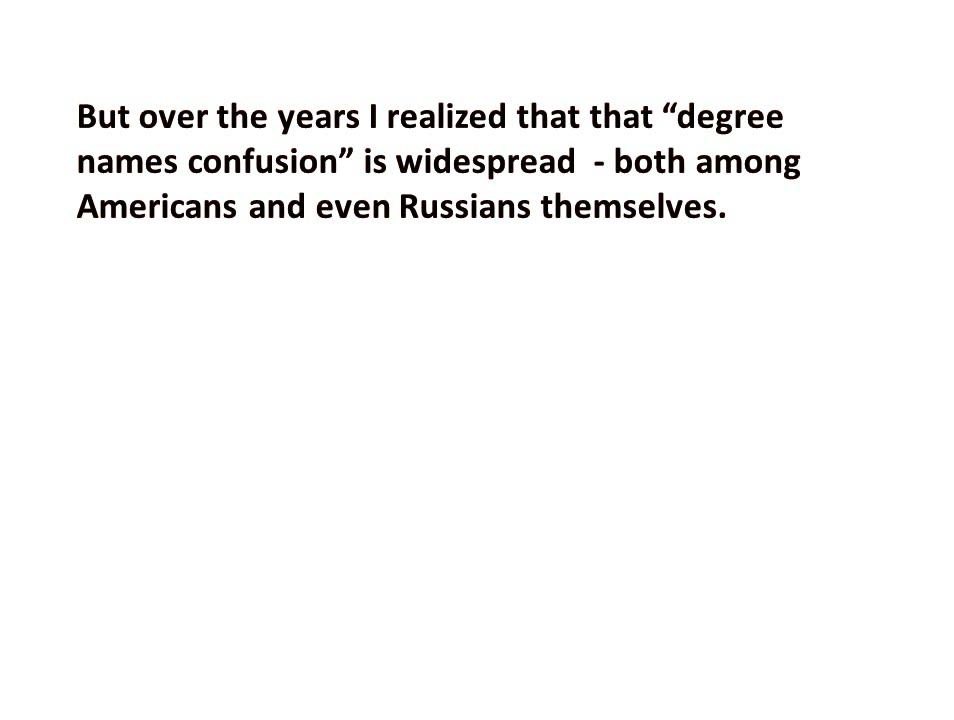 But over the years I realized that that “degree
names confusion” is widespread  - both among
Americans and even Russians themselves.